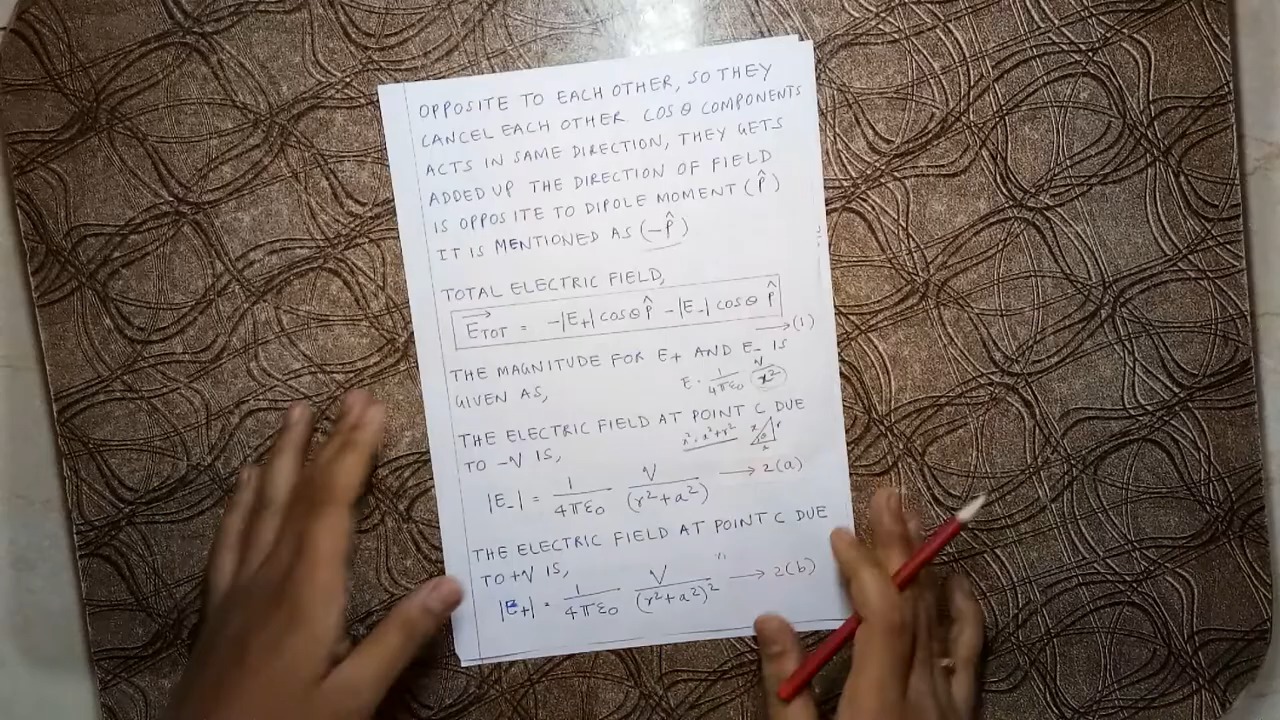 OPPOSITE TO EACH OTHER, SO THEY
CANCEL EACH OTHER COS θ COMPONENTS
ACTS IN SAME DIRECTION, THEY GETS
ADDED UP THE DIRECTION OF FIELD
IS OPPOSITE TO DIPOLE MOMENT (P̂)
IT IS MENTIONED AS (-P̂)
TOTAL ELECTRIC FIELD,
E⃗TOT = -|E+| cosθ P̂ - |E-| cosθ P̂
→ (1)
THE MAGNITUDE FOR E+ AND E- IS
GIVEN AS,
THE ELECTRIC FIELD AT POINT C DUE
TO -V IS,
|E-| = 1/4πε0 V/(r²+a²) → 2(a)
THE ELECTRIC FIELD AT POINT C DUE
TO +V IS,
|E+| = 1/4πε0 V/(r²+a²)² → 2(b)